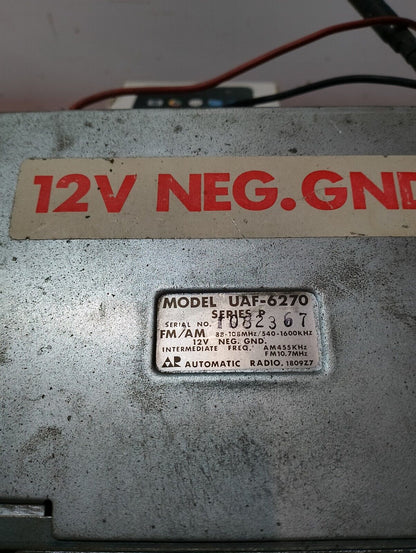 12V NEG.GND.
MODEL UAF-6270
SERIES P
SERIAL NO. 1082367
FM/AM 88-108MHz/540-1600KHZ
12V NEG. GND.
INTERMEDIATE FREQ. AM455KHz
FM10.7MHz
AR AUTOMATIC RADIO. 1809Z7